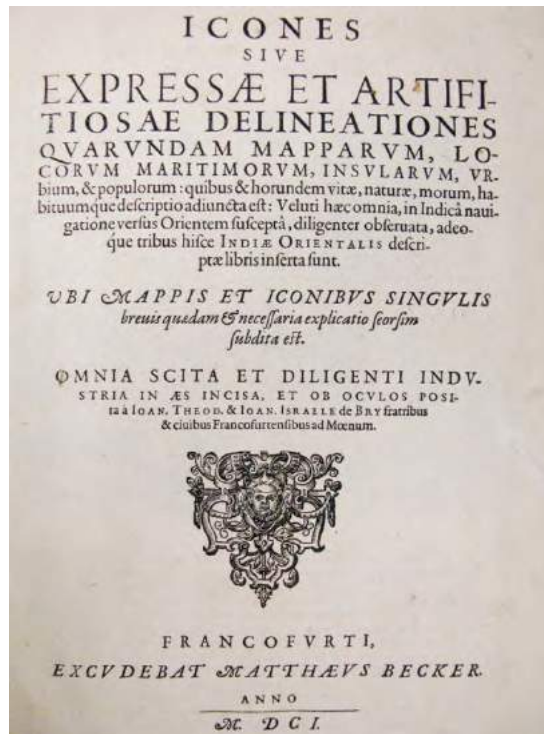 ICONES
SIVE
EXPRESSÆ ET ARTIFI-
TIOSAE DELINEATIONES
QVARVNDAM MAPPARVM, LO-
CORVM MARITIMORVM, INSVLARVM, VR-
bium, & populorum: quibus & horundem vitæ, naturæ, morum, ha-
bituumque deſcriptio adiuncta eſt: Veluti hæc omnia, in Indicâ naui-
gatione verſus Orientem ſuſceptâ, diligenter obſeruata, adeo-
que tribus hiſce INDIÆ ORIENTALIS deſcri-
ptæ libris inſerta ſunt.
VBI MAPPIS ET ICONIBVS SINGVLIS
breuis quædam & neceſſaria explicatio ſeorſim
ſubdita eſt.
OMNIA SCITA ET DILIGENTI INDV-
STRIA IN ÆS INCISA, ET OB OCVLOS POSI-
ta à IOAN. THEOD. & IOAN. ISRAELE de BRY fratribus
& ciuibus Francofurtenſibus ad Mœnum.
FRANCOFVRTI,
EXCVDEBAT MATTHÆVS BECKER.
ANNO
M. DCI.